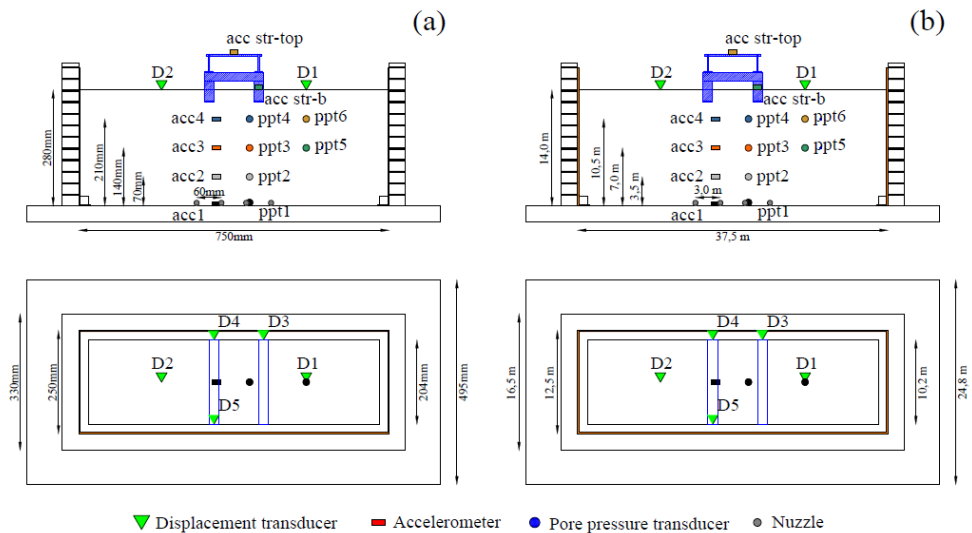 (a)
acc str-top
D2
D1
acc str-b
acc4
ppt4
ppt6
acc3
ppt3
ppt5
acc2
ppt2
60mm
acc1
ppt1
280mm
210mm
140mm
70mm
750mm
D4
D3
D2
D1
D5
330mm
250mm
204mm
495mm
(b)
acc str-top
D2
D1
acc str-b
acc4
ppt4
ppt6
acc3
ppt3
ppt5
acc2
ppt2
3,0 m
acc1
ppt1
14,0 m
10,5 m
7,0 m
3,5 m
37,5 m
D4
D3
D2
D1
D5
16,5 m
12,5 m
10,2 m
24,8 m
Displacement transducer
Accelerometer
Pore pressure transducer
Nuzzle